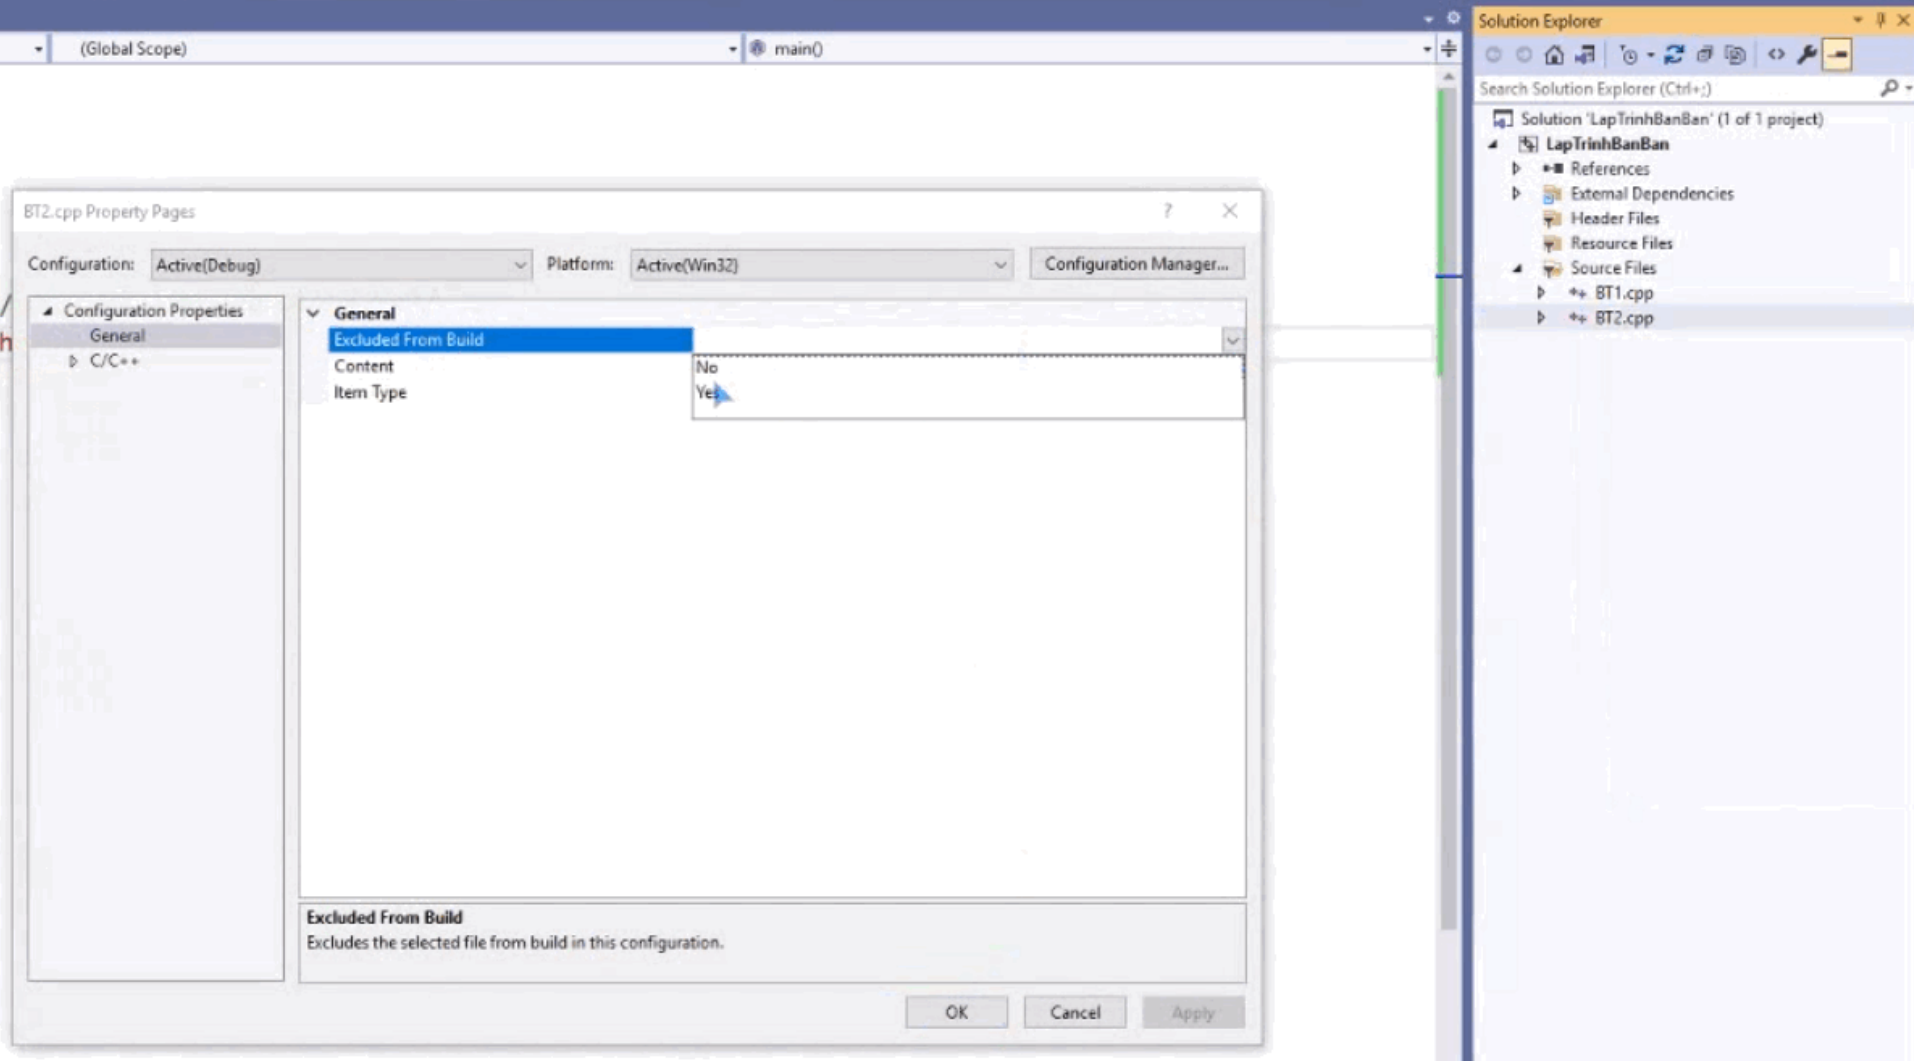 (Global Scope)
main()
Solution Explorer
Search Solution Explorer (Ctrl+;)
Solution 'LapTrinhBanBan' (1 of 1 project)
LapTrinhBanBan
References
External Dependencies
Header Files
Resource Files
Source Files
BT1.cpp
BT2.cpp
BT2.cpp Property Pages
Configuration: Active(Debug) Platform: Active(Win32) Configuration Manager...
Configuration Properties
General
C/C++
General
Excluded From Build
Content
Item Type
No
Yes
Excluded From Build
Excludes the selected file from build in this configuration.
OK Cancel Apply